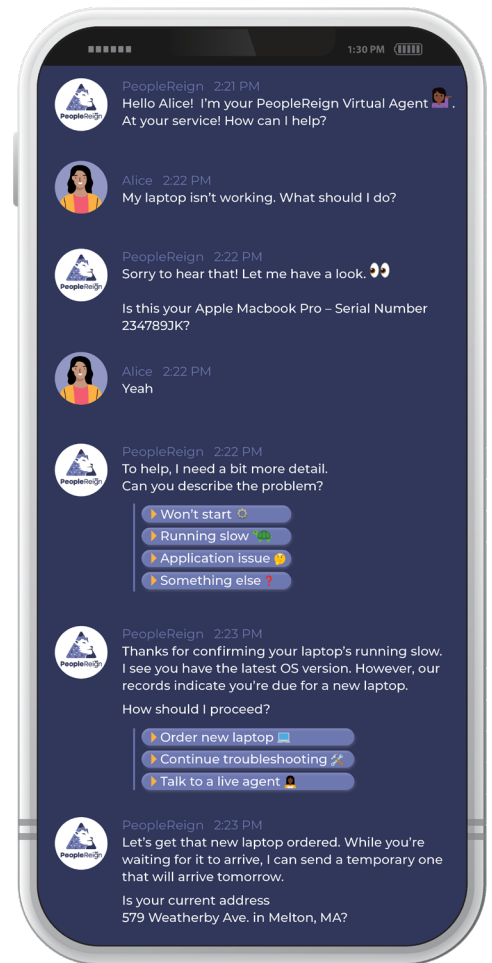 1:30 PM
PeopleReign 2:21 PM
Hello Alice! I'm your PeopleReign Virtual Agent.
At your service! How can I help?
PeopleReign
Alice 2:22 PM
My laptop isn't working. What should I do?
PeopleReign 2:22 PM
Sorry to hear that! Let me have a look.
PeopleReign
Is this your Apple Macbook Pro – Serial Number
234789JK?
Alice 2:22 PM
Yeah
PeopleReign 2:22 PM
To help, I need a bit more detail.
PeopleReign
Can you describe the problem?
Won't start
Running slow
Application issue
Something else ?
PeopleReign 2:23 PM
Thanks for confirming your laptop's running slow.
PeopleReign
I see you have the latest OS version. However, our
records indicate you're due for a new laptop.
How should I proceed?
Order new laptop
Continue troubleshooting
Talk to a live agent
PeopleReign 2:23 PM
Let's get that new laptop ordered. While you're
PeopleReign
waiting for it to arrive, I can send a temporary one
that will arrive tomorrow.
Is your current address
579 Weatherby Ave. in Melton, MA?